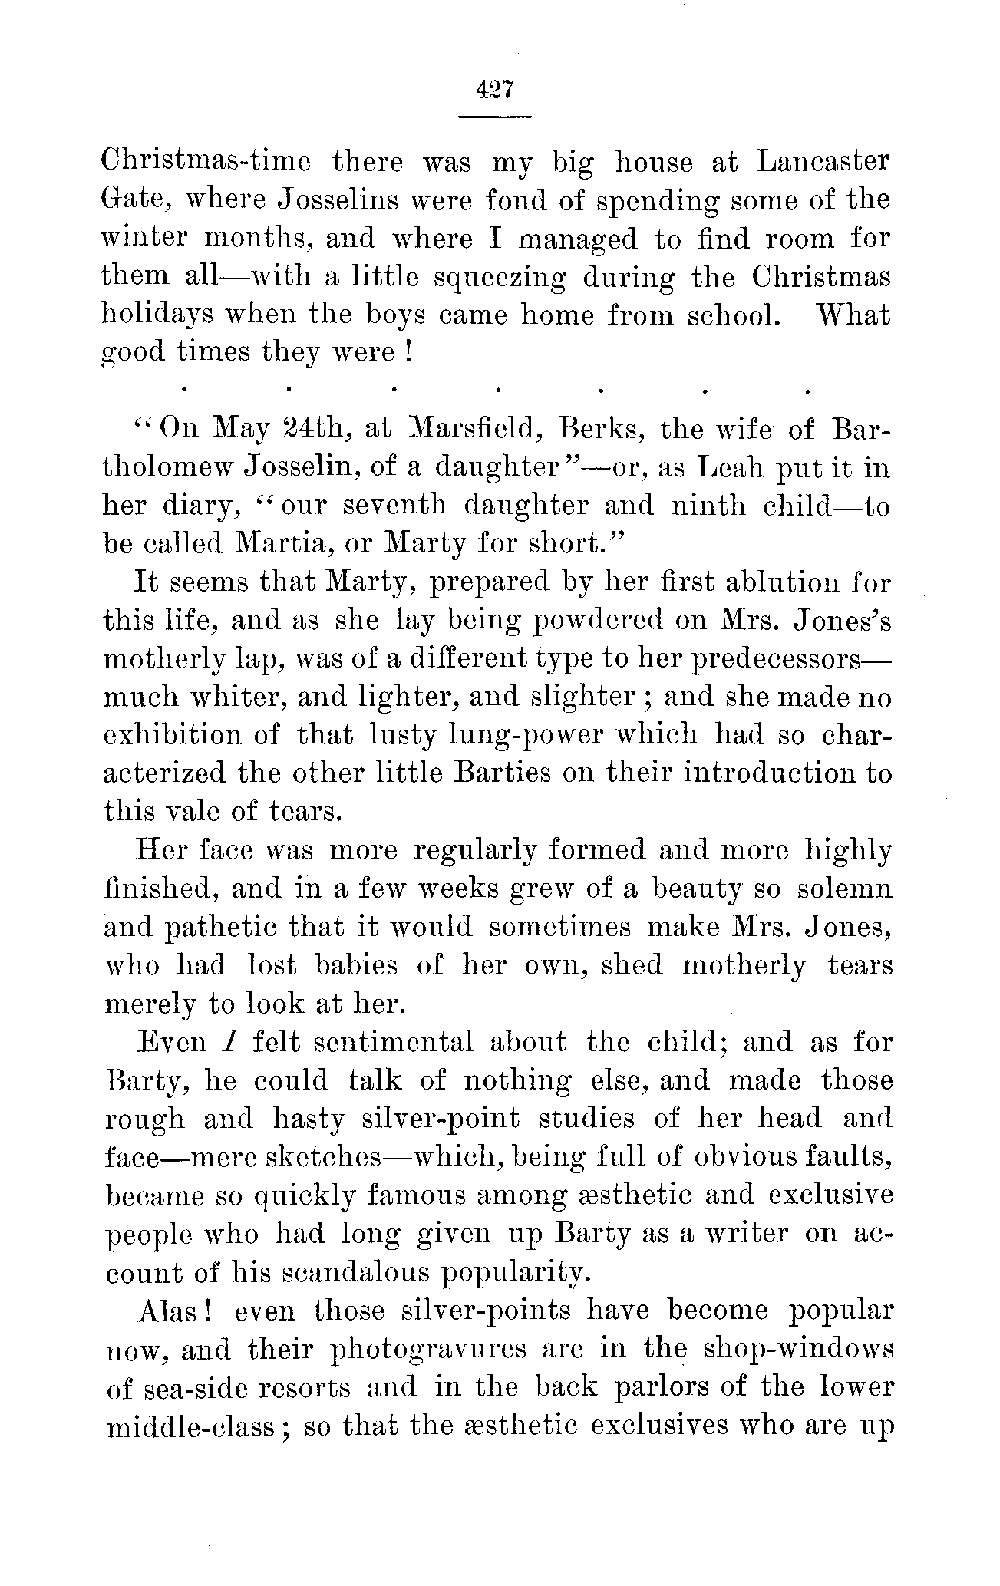 427
Christmas-time there was my big house at Lancaster
Gate, where Josselins were fond of spending some of the
winter months, and where I managed to find room for
them all—with a little squeezing during the Christmas
holidays when the boys came home from school. What
good times they were !
. . . . . . .
“On May 24th, at Marsfield, Berks, the wife of Bar-
tholomew Josselin, of a daughter”—or, as Leah put it in
her diary, “our seventh daughter and ninth child—to
be called Martia, or Marty for short.”
It seems that Marty, prepared by her first ablution for
this life, and as she lay being powdered on Mrs. Jones’s
motherly lap, was of a different type to her predecessors—
much whiter, and lighter, and slighter ; and she made no
exhibition of that lusty lung-power which had so char-
acterized the other little Barties on their introduction to
this vale of tears.
Her face was more regularly formed and more highly
finished, and in a few weeks grew of a beauty so solemn
and pathetic that it would sometimes make Mrs. Jones,
who had lost babies of her own, shed motherly tears
merely to look at her.
Even I felt sentimental about the child; and as for
Barty, he could talk of nothing else, and made those
rough and hasty silver-point studies of her head and
face—mere sketches—which, being full of obvious faults,
became so quickly famous among æsthetic and exclusive
people who had long given up Barty as a writer on ac-
count of his scandalous popularity.
Alas ! even those silver-points have become popular
now, and their photogravures are in the shop-windows
of sea-side resorts and in the back parlors of the lower
middle-class ; so that the æsthetic exclusives who are up